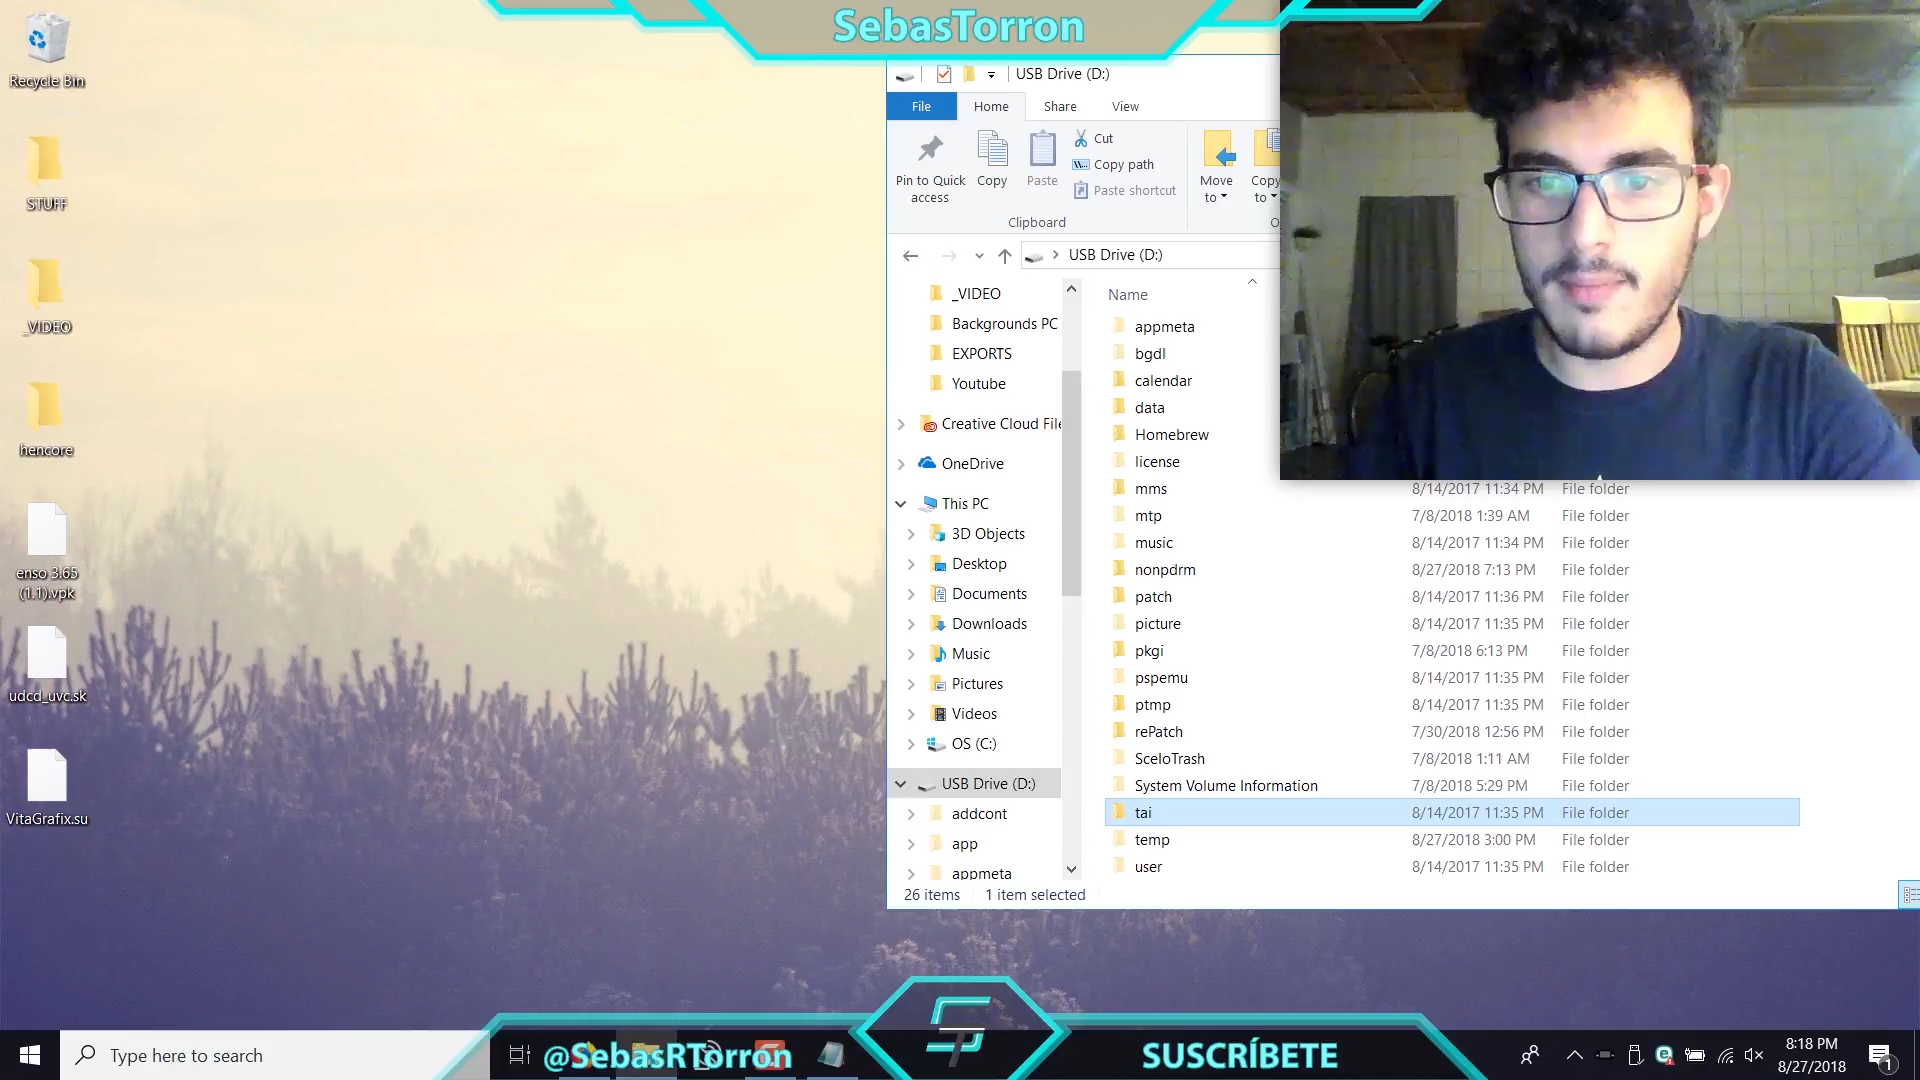 SebasTorron
Recycle Bin
STUFF
_VIDEO
hencore
enso 3.65
(1.1).vpk
udcd_uvc.sk
VitaGrafix.su
USB Drive (D:)
File
Home
Share
View
Pin to Quick
access
Copy
Paste
Cut
Copy path
Paste shortcut
Move
to
Copy
to
Clipboard
USB Drive (D:)
_VIDEO
Backgrounds PC
EXPORTS
Youtube
Creative Cloud File
OneDrive
This PC
3D Objects
Desktop
Documents
Downloads
Music
Pictures
Videos
OS (C:)
USB Drive (D:)
addcont
app
appmeta
Name
appmeta
bgdl
calendar
data
Homebrew
license
mms 8/14/2017 11:34 PM File folder
mtp 7/8/2018 1:39 AM File folder
music 8/14/2017 11:34 PM File folder
nonpdrm 8/27/2018 7:13 PM File folder
patch 8/14/2017 11:36 PM File folder
picture 8/14/2017 11:35 PM File folder
pkgi 7/8/2018 6:13 PM File folder
pspemu 8/14/2017 11:35 PM File folder
ptmp 8/14/2017 11:35 PM File folder
rePatch 7/30/2018 12:56 PM File folder
SceIoTrash 7/8/2018 1:11 AM File folder
System Volume Information 7/8/2018 5:29 PM File folder
tai 8/14/2017 11:35 PM File folder
temp 8/27/2018 3:00 PM File folder
user 8/14/2017 11:35 PM File folder
26 items 1 item selected
Type here to search
@SebasRTorron
ST
SUSCRÍBETE
8:18 PM
8/27/2018
1